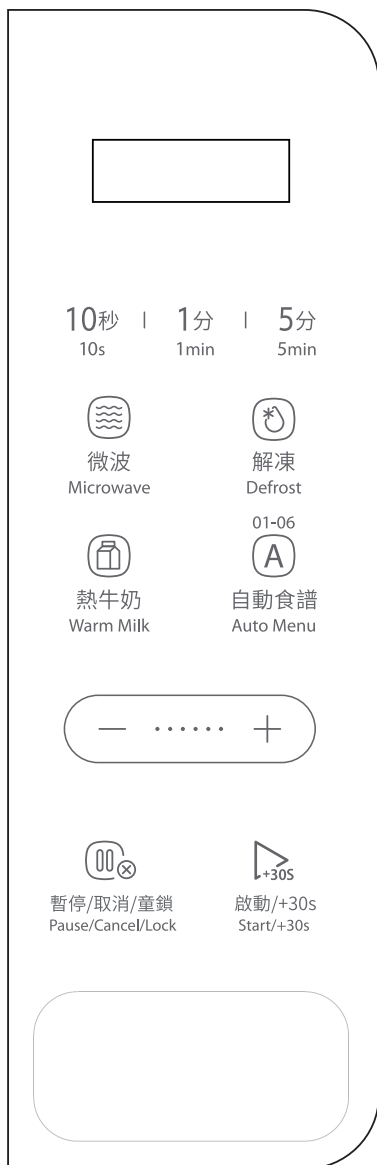 10秒 | 1分 | 5分
10s 1min 5min
微波 解凍
Microwave Defrost
01-06
A
熱牛奶 自動食譜
Warm Milk Auto Menu
— ...... +
+30S
暫停/取消/童鎖 啟動/+30s
Pause/Cancel/Lock Start/+30s